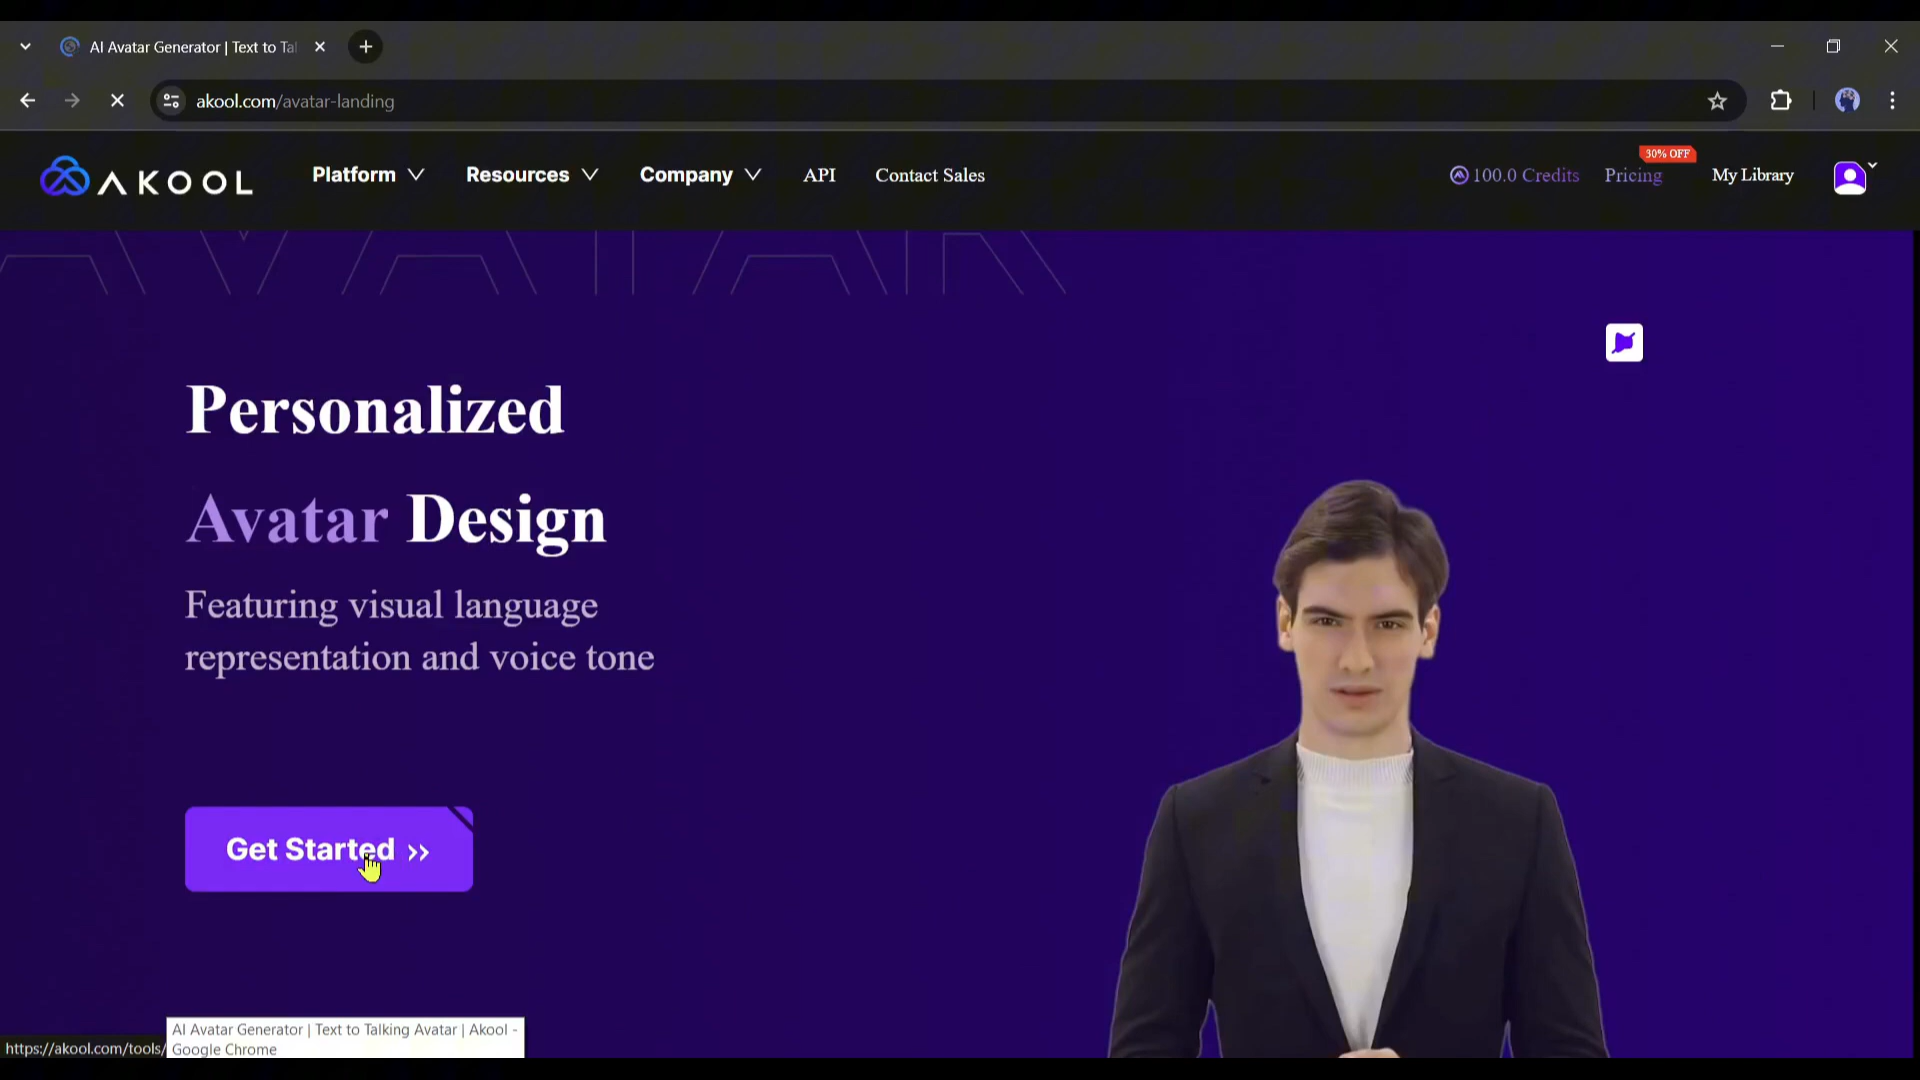 AI Avatar Generator | Text to Tal
akool.com/avatar-landing
AKOOL
Platform
Resources
Company
API
Contact Sales
100.0 Credits
Pricing
30% OFF
My Library
AVATAR
Personalized
Avatar Design
Featuring visual language
representation and voice tone
Get Started >>
AI Avatar Generator | Text to Talking Avatar | Akool -
Google Chrome
https://akool.com/tools/